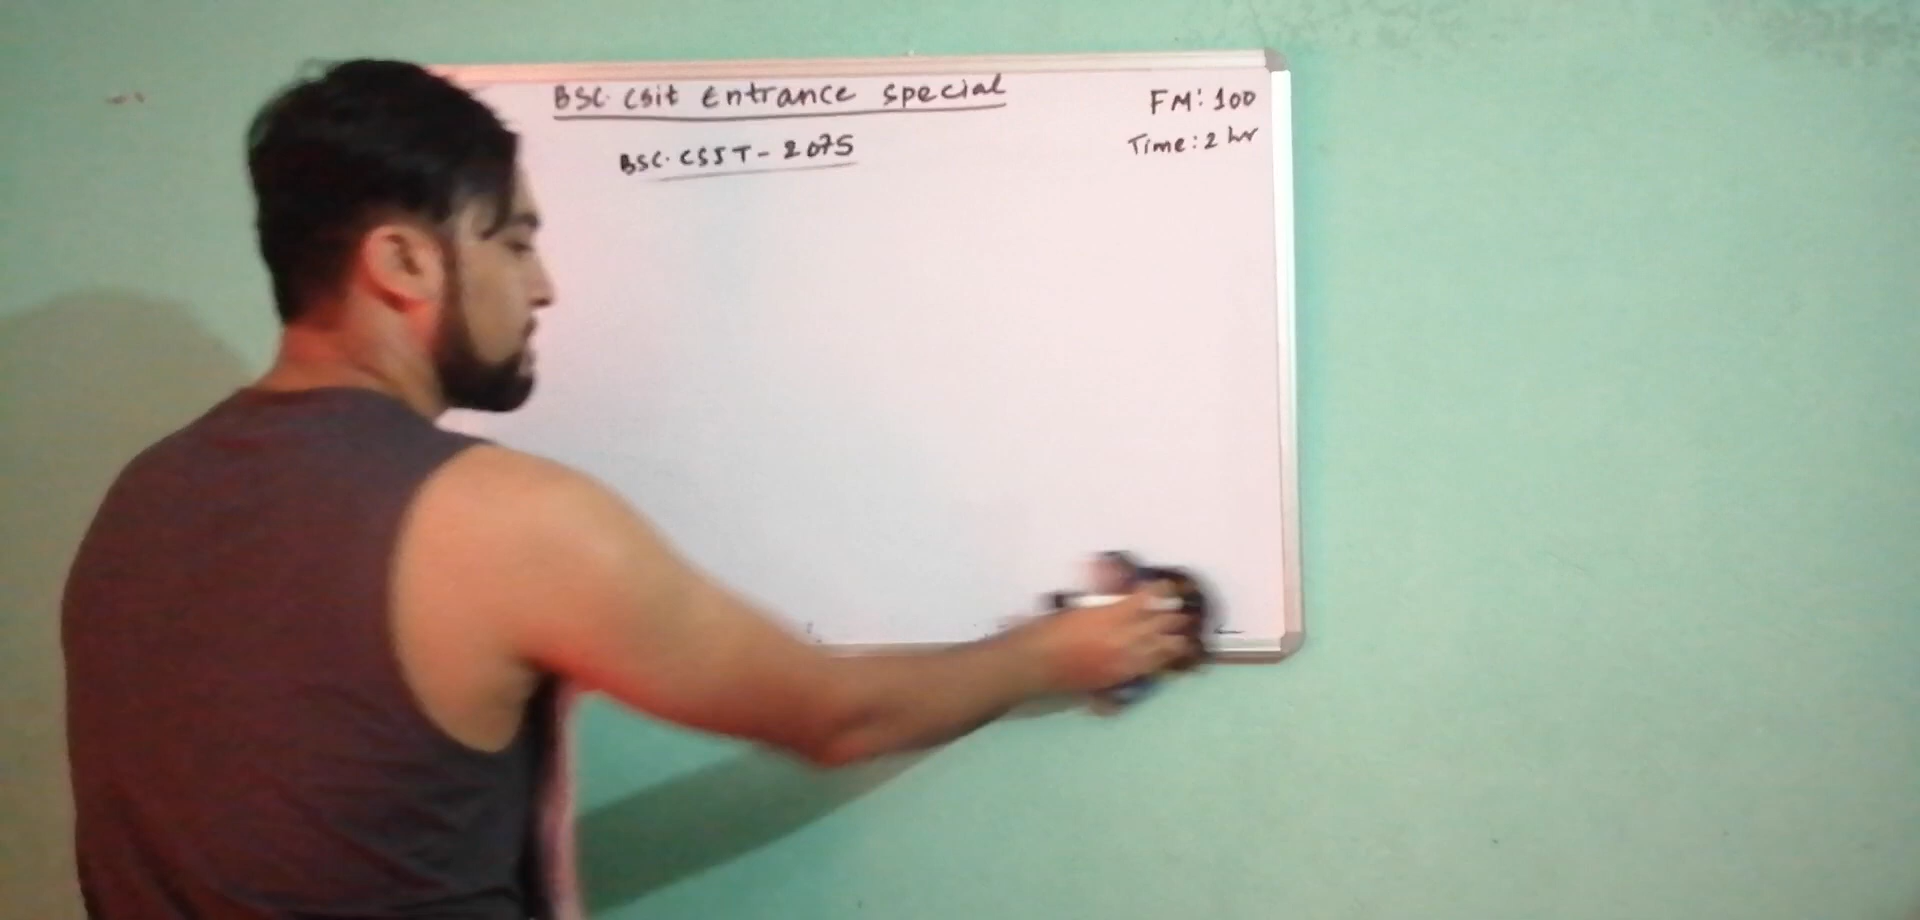 BSC. CSit Entrance Special
FM: 100
Time: 2 hr
BSC. CSIT - 2075